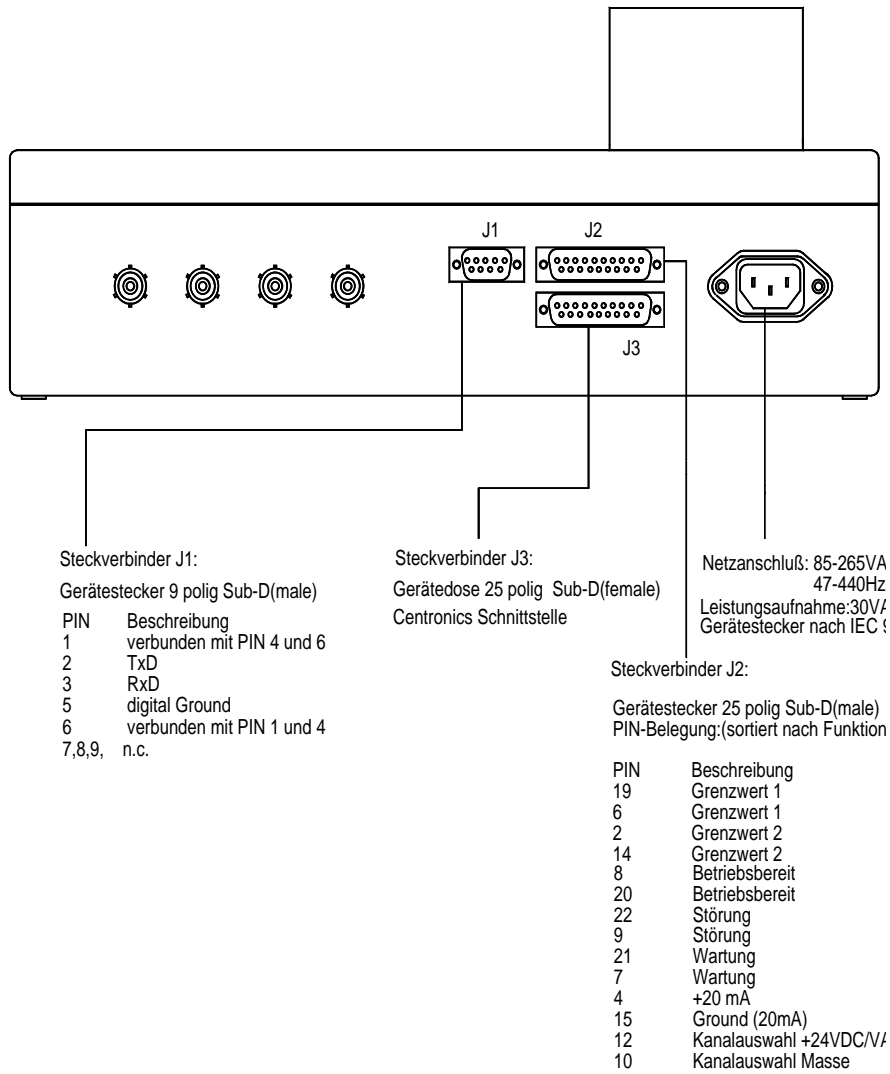 J1
J2
J3
Steckverbinder J1:
Gerätestecker 9 polig Sub-D(male)
PIN Beschreibung
1 verbunden mit PIN 4 und 6
2 TxD
3 RxD
5 digital Ground
6 verbunden mit PIN 1 und 4
7,8,9, n.c.
Steckverbinder J3:
Gerätedose 25 polig Sub-D(female)
Centronics Schnittstelle
Netzanschluß: 85-265VA
47-440Hz
Leistungsaufnahme:30VA
Gerätestecker nach IEC 9
Steckverbinder J2:
Gerätestecker 25 polig Sub-D(male)
PIN-Belegung:(sortiert nach Funktion
PIN Beschreibung
19 Grenzwert 1
6 Grenzwert 1
2 Grenzwert 2
14 Grenzwert 2
8 Betriebsbereit
20 Betriebsbereit
22 Störung
9 Störung
21 Wartung
7 Wartung
4 +20 mA
15 Ground (20mA)
12 Kanalauswahl +24VDC/VA
10 Kanalauswahl Masse